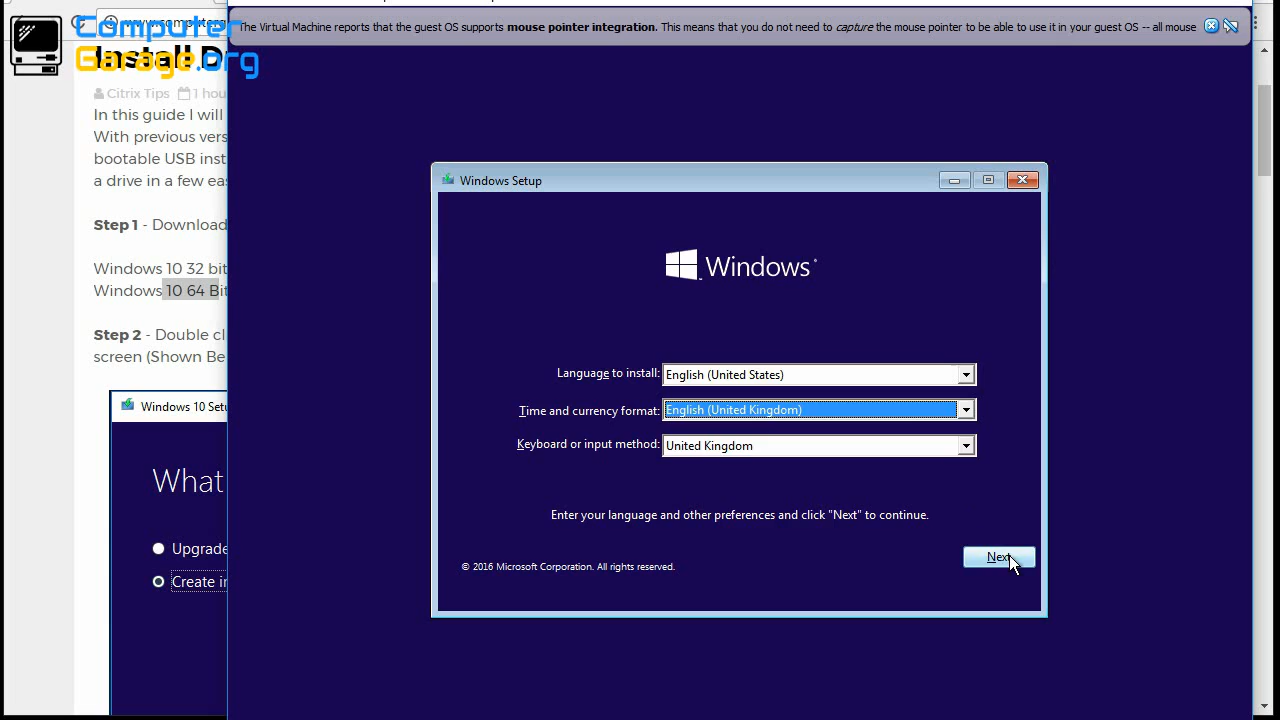 The Virtual Machine reports that the guest OS supports mouse pointer integration. This means that you do not need to
to be able to use it in your guest OS -- all mouse
Computer
Garage.org
Install D
Citrix Tips 1 hou
In this guide I will
With previous vers
bootable USB inst
a drive in a few eas
Step 1 - Download
Windows 10 32 bit
Windows 10 64 Bit
Step 2 - Double cl
screen (Shown Be
Windows 10 Setu
What
Upgrade
Create in
Windows Setup
Windows
Language to install: English (United States)
Time and currency format: English (United Kingdom)
Keyboard or input method: United Kingdom
Enter your language and other preferences and click "Next" to continue.
Next
© 2016 Microsoft Corporation. All rights reserved.